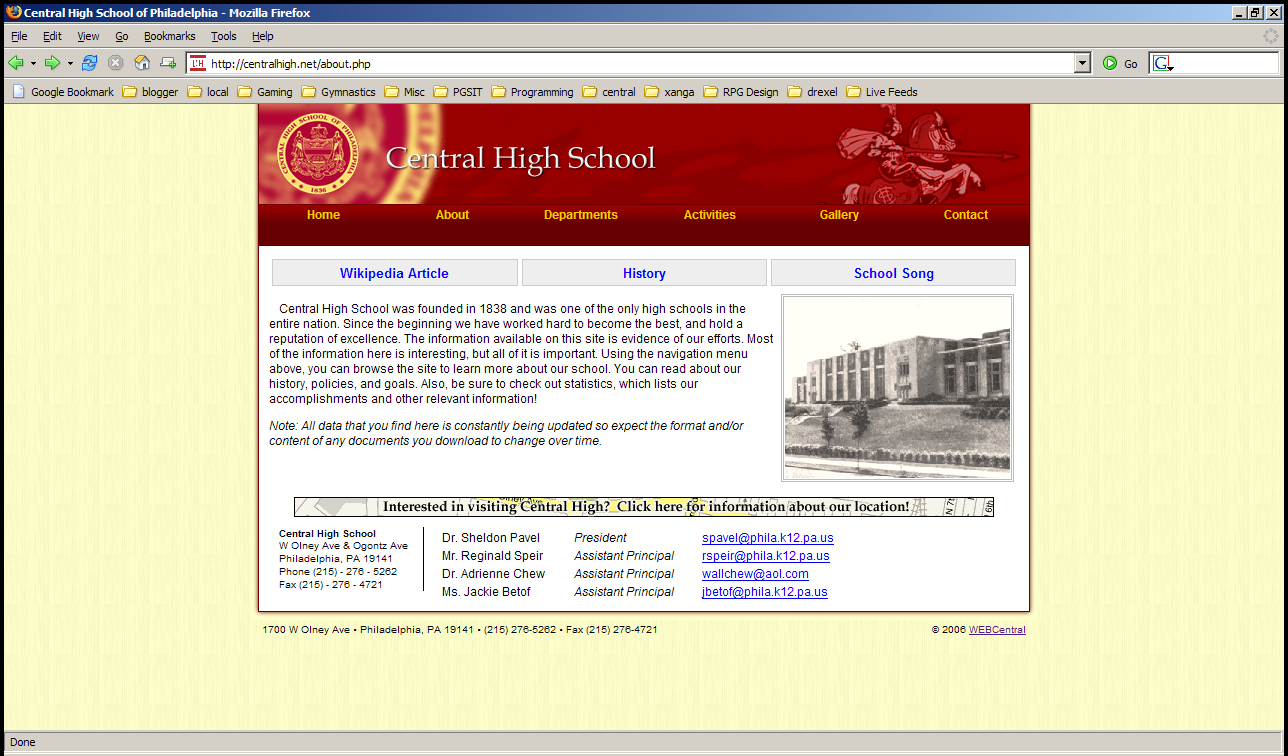 Central High School of Philadelphia - Mozilla Firefox
File Edit View Go Bookmarks Tools Help
http://centralhigh.net/about.php Go
Google Bookmark blogger local Gaming Gymnastics Misc PGSIT Programming central xanga RPG Design drexel Live Feeds
CENTRAL HIGH SCHOOL OF PHILADELPHIA
1836
Central High School
Home About Departments Activities Gallery Contact
Wikipedia Article History School Song
Central High School was founded in 1838 and was one of the only high schools in the
entire nation. Since the beginning we have worked hard to become the best, and hold a
reputation of excellence. The information available on this site is evidence of our efforts. Most
of the information here is interesting, but all of it is important. Using the navigation menu
above, you can browse the site to learn more about our school. You can read about our
history, policies, and goals. Also, be sure to check out statistics, which lists our
accomplishments and other relevant information!
Note: All data that you find here is constantly being updated so expect the format and/or
content of any documents you download to change over time.
Interested in visiting Central High? Click here for information about our location!
Central High School
W Olney Ave & Ogontz Ave
Philadelphia, PA 19141
Phone (215) - 276 - 5262
Fax (215) - 276 - 4721
Dr. Sheldon Pavel President spavel@phila.k12.pa.us
Mr. Reginald Speir Assistant Principal rspeir@phila.k12.pa.us
Dr. Adrienne Chew Assistant Principal wallchew@aol.com
Ms. Jackie Betof Assistant Principal jbetof@phila.k12.pa.us
1700 W Olney Ave • Philadelphia, PA 19141 • (215) 276-5262 • Fax (215) 276-4721 © 2006 WEBCentral
Done